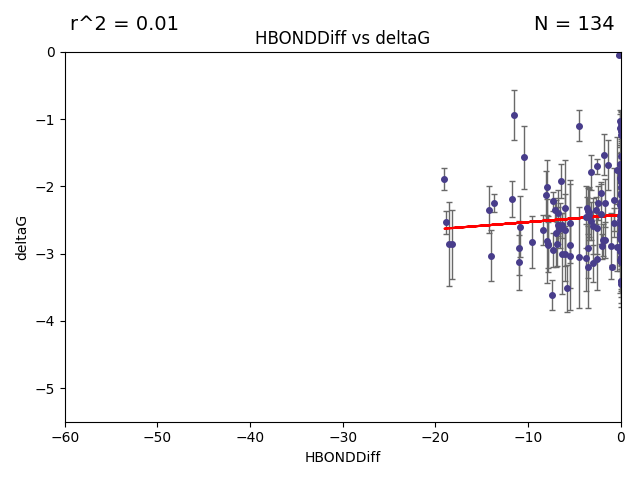 r^2 = 0.01
N = 134
HBONDDiff vs deltaG
deltaG
0
−1
−2
−3
−4
−5
−60
−50
−40
−30
−20
−10
0
HBONDDiff